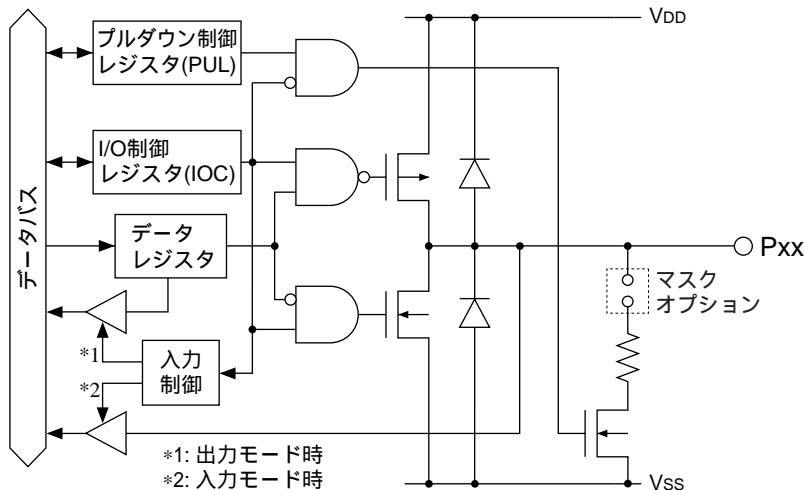 VDD
プルダウン制御
レジスタ(PUL)
I/O制御
レジスタ(IOC)
データバス
データ
レジスタ
Pxx
マスク
オプション
*1
入力
制御
*2
*1: 出力モード時
*2: 入力モード時
VSS